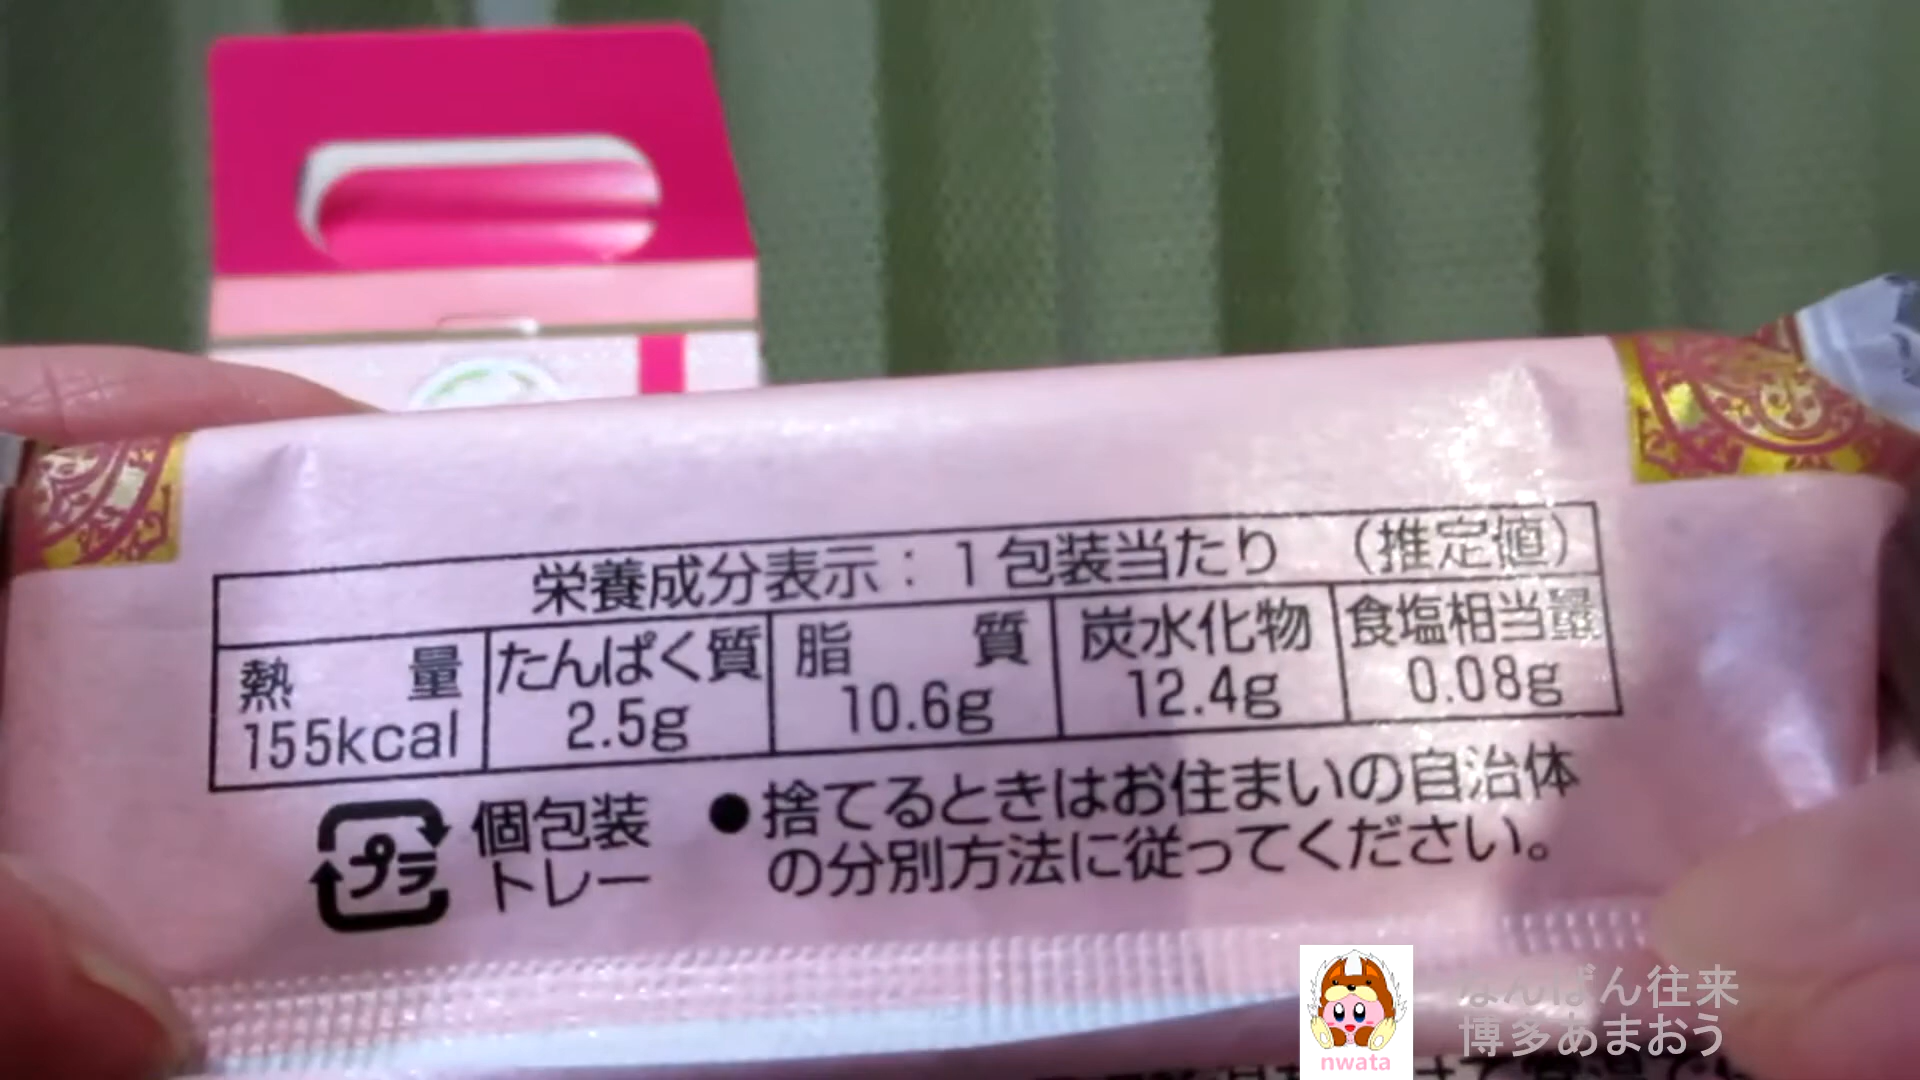 栄養成分表示：1包装当たり （推定値）
熱量 たんぱく質 脂質 炭水化物 食塩相当量
155kcal 2.5g 10.6g 12.4g 0.08g
プラ 個包装
トレー
●捨てるときはお住まいの自治体
の分別方法に従ってください。
なんばん往来
博多あまおう
nwata